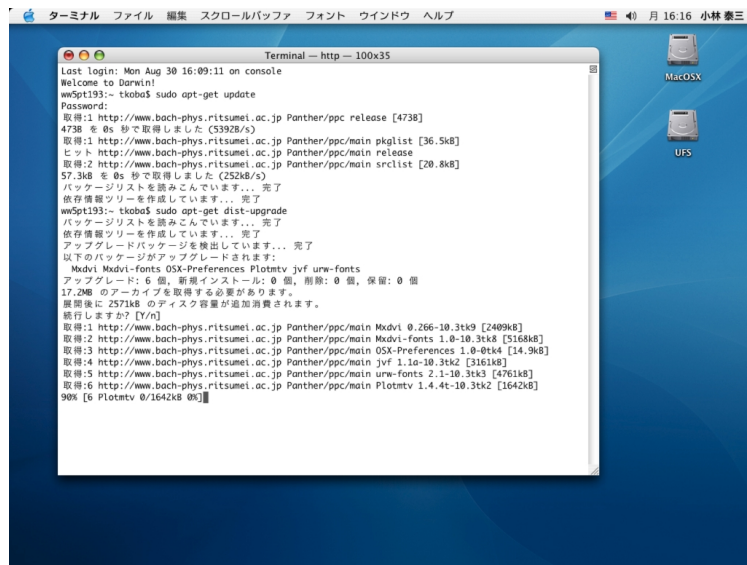 ターミナル ファイル 編集 スクロールバッファ フォント ウインドウ ヘルプ 月 16:16 小林 泰三
Terminal — http — 100x35
Last login: Mon Aug 30 16:09:11 on console
Welcome to Darwin!
ww5pt193:~ tkoba$ sudo apt-get update
Password:
取得:1 http://www.bach-phys.ritsumei.ac.jp Panther/ppc release [473B]
473B を 0s 秒で取得しました (5392B/s)
取得:1 http://www.bach-phys.ritsumei.ac.jp Panther/ppc/main pkglist [36.5kB]
ヒット http://www.bach-phys.ritsumei.ac.jp Panther/ppc/main release
取得:2 http://www.bach-phys.ritsumei.ac.jp Panther/ppc/main srclist [20.8kB]
57.3kB を 0s 秒で取得しました (252kB/s)
パッケージリストを読みこんでいます... 完了
依存情報ツリーを作成しています... 完了
ww5pt193:~ tkoba$ sudo apt-get dist-upgrade
パッケージリストを読みこんでいます... 完了
依存情報ツリーを作成しています... 完了
アップグレードパッケージを検出しています... 完了
以下のパッケージがアップグレードされます:
Mxdvi Mxdvi-fonts OSX-Preferences Plotmtv jvf urw-fonts
アップグレード: 6 個, 新規インストール: 0 個, 削除: 0 個, 保留: 0 個
17.2MB のアーカイブを取得する必要があります。
展開後に 2571kB のディスク容量が追加消費されます。
続行しますか? [Y/n]
取得:1 http://www.bach-phys.ritsumei.ac.jp Panther/ppc/main Mxdvi 0.266-10.3tk9 [2409kB]
取得:2 http://www.bach-phys.ritsumei.ac.jp Panther/ppc/main Mxdvi-fonts 1.0-10.3tk8 [5168kB]
取得:3 http://www.bach-phys.ritsumei.ac.jp Panther/ppc/main OSX-Preferences 1.0-0tk4 [14.9kB]
取得:4 http://www.bach-phys.ritsumei.ac.jp Panther/ppc/main jvf 1.1a-10.3tk2 [3161kB]
取得:5 http://www.bach-phys.ritsumei.ac.jp Panther/ppc/main urw-fonts 2.1-10.3tk3 [4761kB]
取得:6 http://www.bach-phys.ritsumei.ac.jp Panther/ppc/main Plotmtv 1.4.4t-10.3tk2 [1642kB]
90% [6 Plotmtv 0/1642kB 0%]
MacOSX
UFS